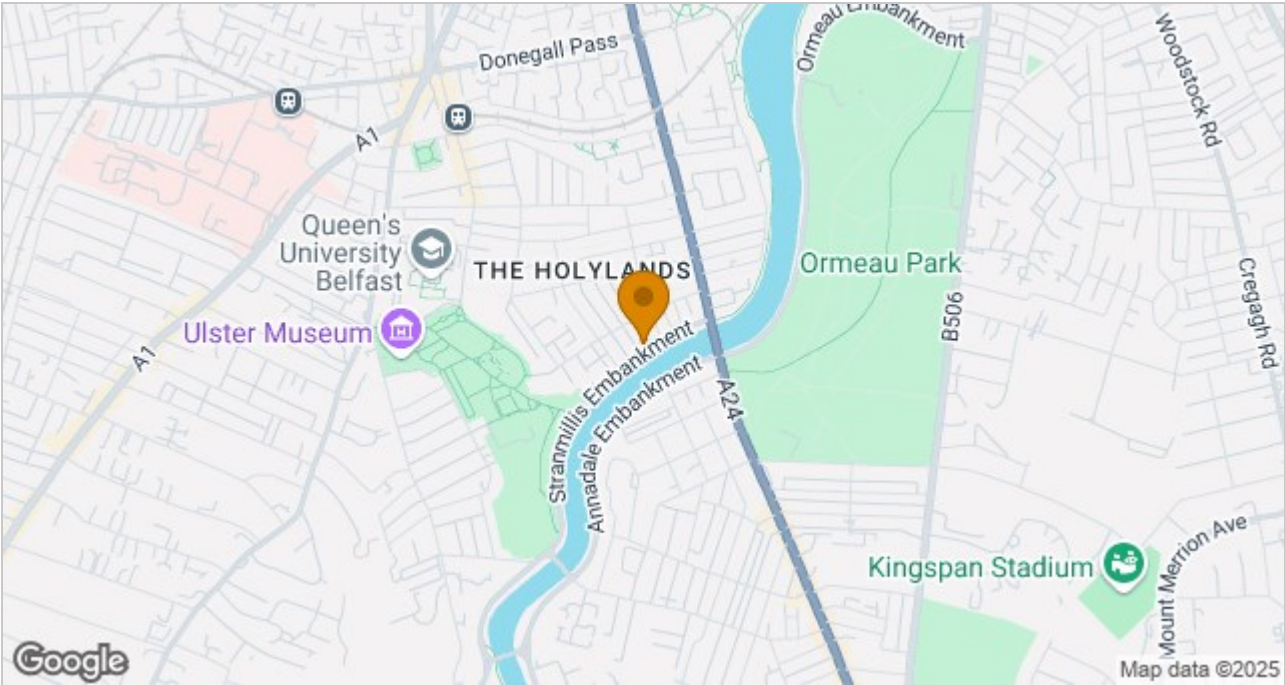 Donegall Pass
Ormeau Embankment
Woodstock Rd
A1
Queen's
University
Belfast
THE HOLYLANDS
Ormeau Park
Cregagh Rd
Ulster Museum
B506
A1
Stranmillis Embankment
Annadale Embankment
A24
Kingspan Stadium
Mount Merrion Ave
Google
Map data ©2025